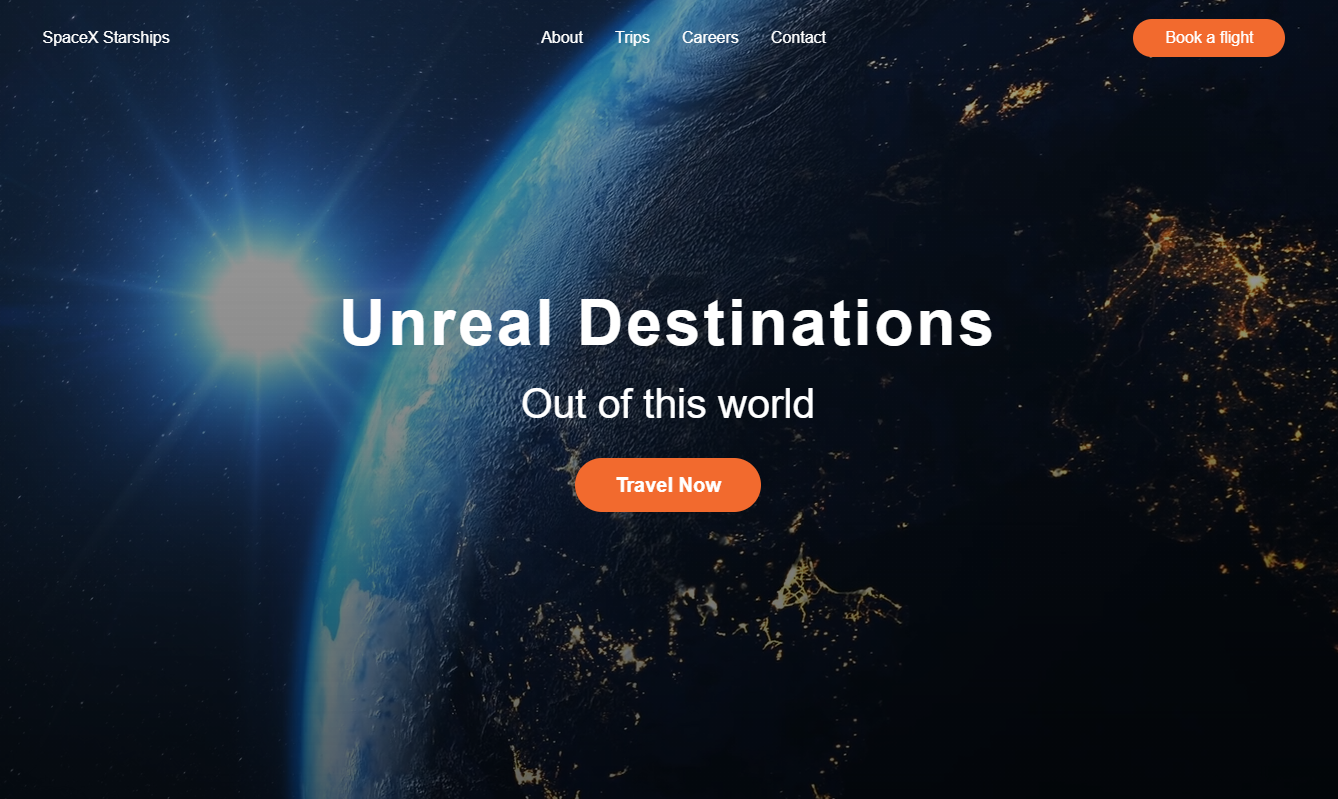 SpaceX Starships
About Trips Careers Contact
Book a flight
Unreal Destinations
Out of this world
Travel Now